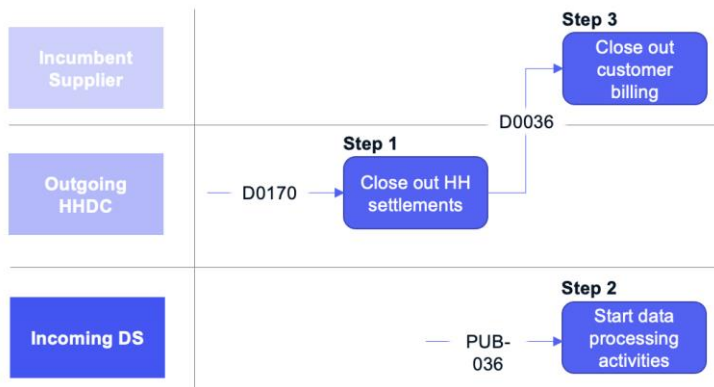 Step 3
Incumbent
Supplier
Close out
customer
billing
D0036
Step 1
Outgoing
HHDC
D0170
Close out HH
settlements
Step 2
Incoming DS
PUB-
036
Start data
processing
activities